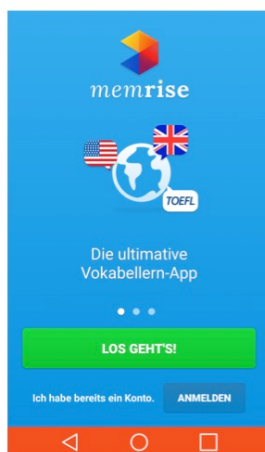 memrise
TOEFL
Die ultimative
Vokabellern-App
LOS GEHT'S!
Ich habe bereits ein Konto. ANMELDEN